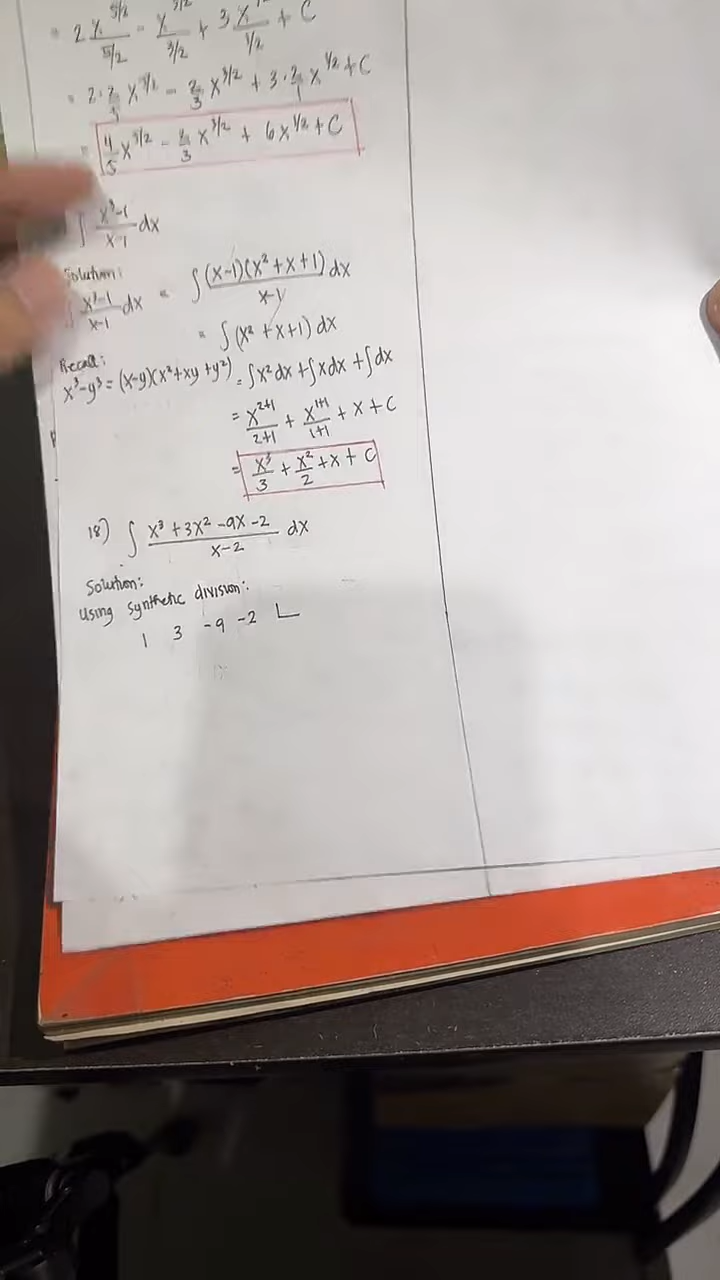 = 2 x^5/2 / 5/2 - x^3/2 / 3/2 + 3 x^1/2 / 1/2 + C
= 2·2/5 x^5/2 - 2/3 x^3/2 + 3·2/1 x^1/2 + C
= 4/5 x^5/2 - 2/3 x^3/2 + 6x^1/2 + C
∫ x³-1 / x-1 dx
Solution:
∫ x³-1 / x-1 dx = ∫ (x-1)(x²+x+1) / x-1 dx
= ∫ (x²+x+1) dx
Recall:
x³-y³ = (x-y)(x²+xy+y²) = ∫x²dx + ∫xdx + ∫dx
= x^2+1 / 2+1 + x^1+1 / 1+1 + x + C
= x³/3 + x²/2 + x + C
18) ∫ x³+3x²-9x-2 / x-2 dx
Solution:
Using synthetic division:
1 3 -9 -2